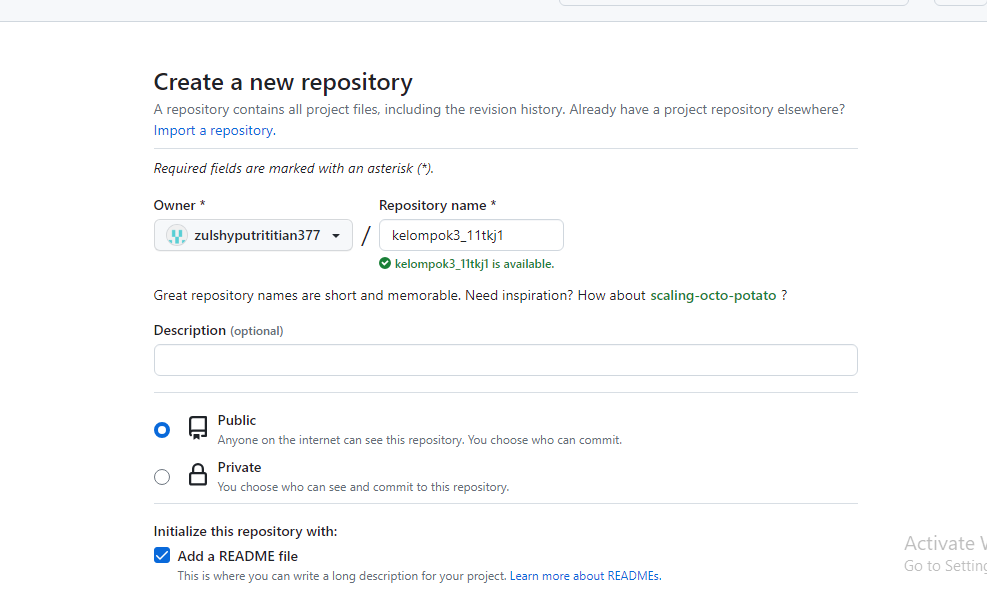 Create a new repository
A repository contains all project files, including the revision history. Already have a project repository elsewhere?
Import a repository.
Required fields are marked with an asterisk (*).
Owner * Repository name *
zulshyputrititian377 / kelompok3_11tkj1
kelompok3_11tkj1 is available.
Great repository names are short and memorable. Need inspiration? How about scaling-octo-potato ?
Description (optional)
Public
Anyone on the internet can see this repository. You choose who can commit.
Private
You choose who can see and commit to this repository.
Initialize this repository with:
Activate
Add a README file
Go to
This is where you can write a long description for your project. Learn more about READMEs.